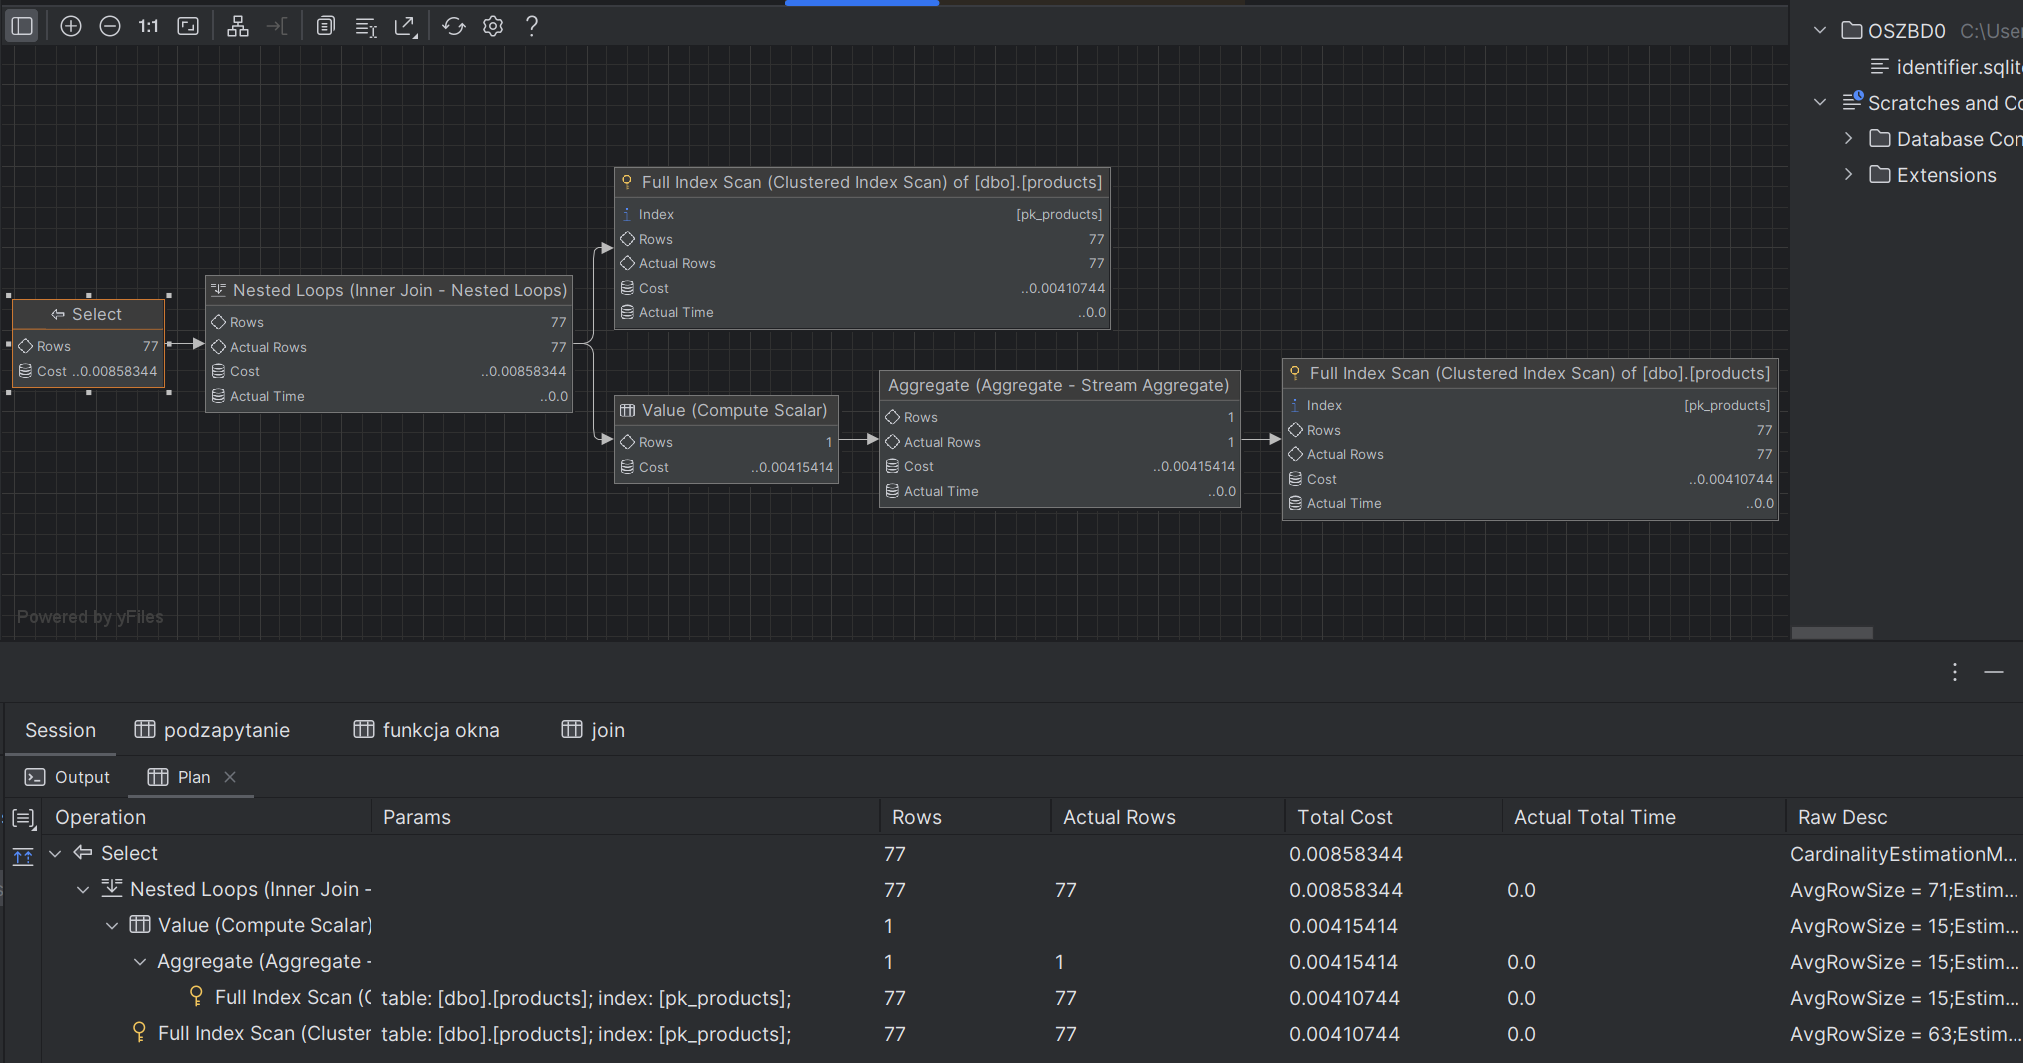 1:1
OSZBD0 C:\User
identifier.sqlit
Scratches and Co
Database Con
Extensions
Full Index Scan (Clustered Index Scan) of [dbo].[products]
Index [pk_products]
Rows 77
Actual Rows 77
Cost ..0.00410744
Actual Time ..0.0
Nested Loops (Inner Join - Nested Loops)
Rows 77
Actual Rows 77
Cost ..0.00858344
Actual Time ..0.0
Select
Rows 77
Cost ..0.00858344
Value (Compute Scalar)
Rows 1
Cost ..0.00415414
Aggregate (Aggregate - Stream Aggregate)
Rows 1
Actual Rows 1
Cost ..0.00415414
Actual Time ..0.0
Full Index Scan (Clustered Index Scan) of [dbo].[products]
Index [pk_products]
Rows 77
Actual Rows 77
Cost ..0.00410744
Actual Time ..0.0
Powered by yFiles
Session podzapytanie funkcja okna join
Output Plan
Operation Params Rows Actual Rows Total Cost Actual Total Time Raw Desc
Select 77 0.00858344 CardinalityEstimationM...
Nested Loops (Inner Join - 77 77 0.00858344 0.0 AvgRowSize = 71;Estim...
Value (Compute Scalar) 1 0.00415414 AvgRowSize = 15;Estim...
Aggregate (Aggregate - 1 1 0.00415414 0.0 AvgRowSize = 15;Estim...
Full Index Scan (C table: [dbo].[products]; index: [pk_products]; 77 77 0.00410744 0.0 AvgRowSize = 15;Estim...
Full Index Scan (Cluster table: [dbo].[products]; index: [pk_products]; 77 77 0.00410744 0.0 AvgRowSize = 63;Estim...